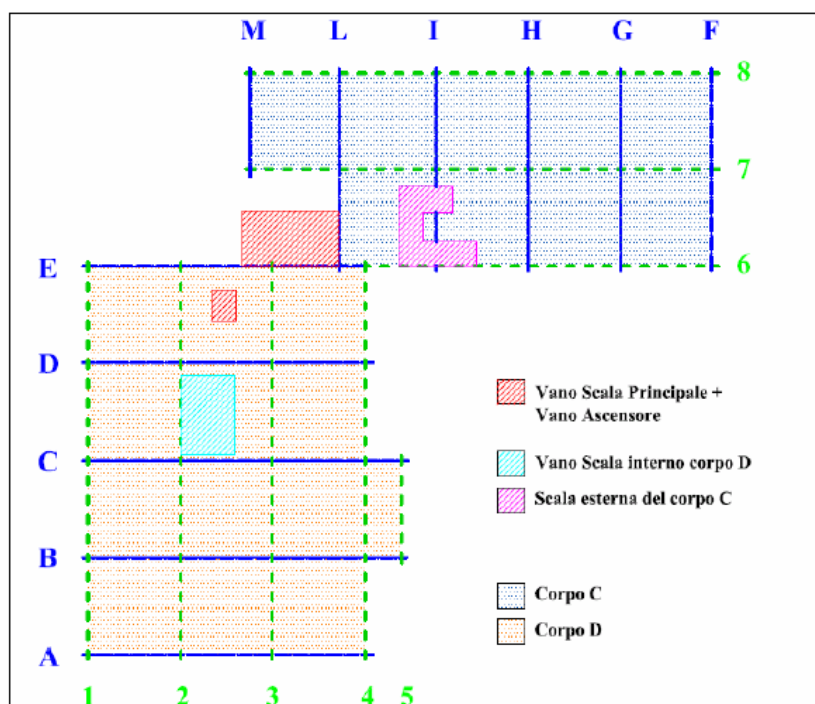 M L I H G F
8
7
E 6
D
Vano Scala Principale +
Vano Ascensore
C
Vano Scala interno corpo D
Scala esterna del corpo C
B
Corpo C
Corpo D
A
1 2 3 4 5